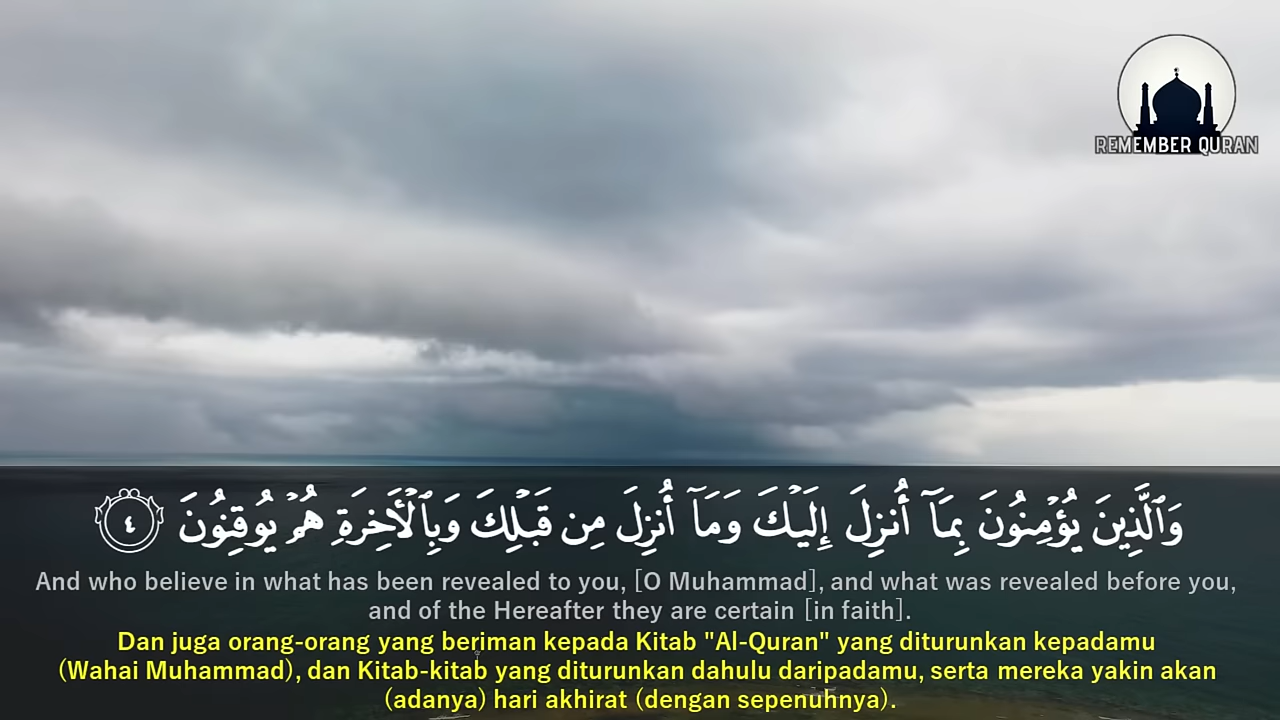 REMEMBER QURAN
وَٱلَّذِينَ يُؤْمِنُونَ بِمَآ أُنزِلَ إِلَيْكَ وَمَآ أُنزِلَ مِن قَبْلِكَ وَبِٱلْأَخِرَةِ هُمْ يُوقِنُونَ ٤
And who believe in what has been revealed to you, [O Muhammad], and what was revealed before you,
and of the Hereafter they are certain [in faith].
Dan juga orang-orang yang beriman kepada Kitab "Al-Quran" yang diturunkan kepadamu
(Wahai Muhammad), dan Kitab-kitab yang diturunkan dahulu daripadamu, serta mereka yakin akan
(adanya) hari akhirat (dengan sepenuhnya).